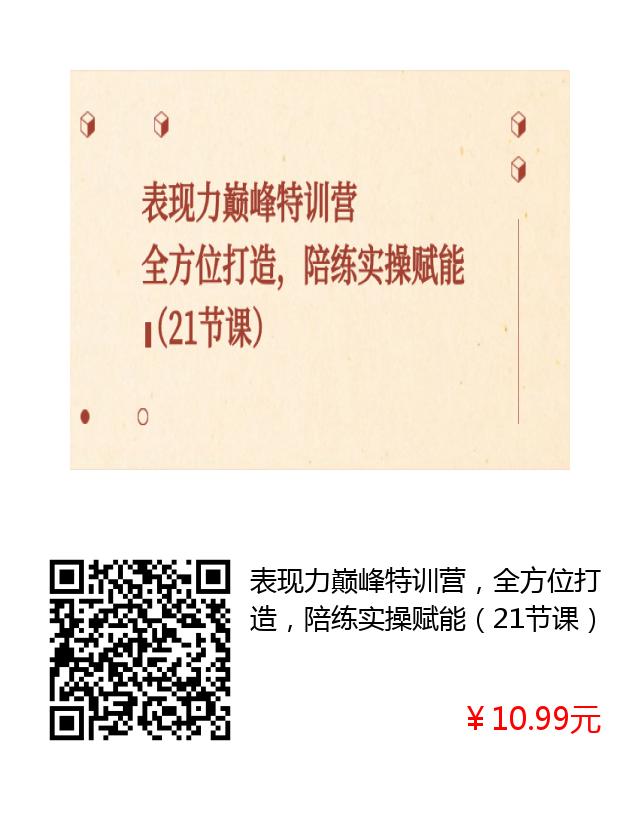 表现力巅峰特训营
全方位打造，陪练实操赋能
（21节课）
表现力巅峰特训营，全方位打
造，陪练实操赋能（21节课）
￥10.99元